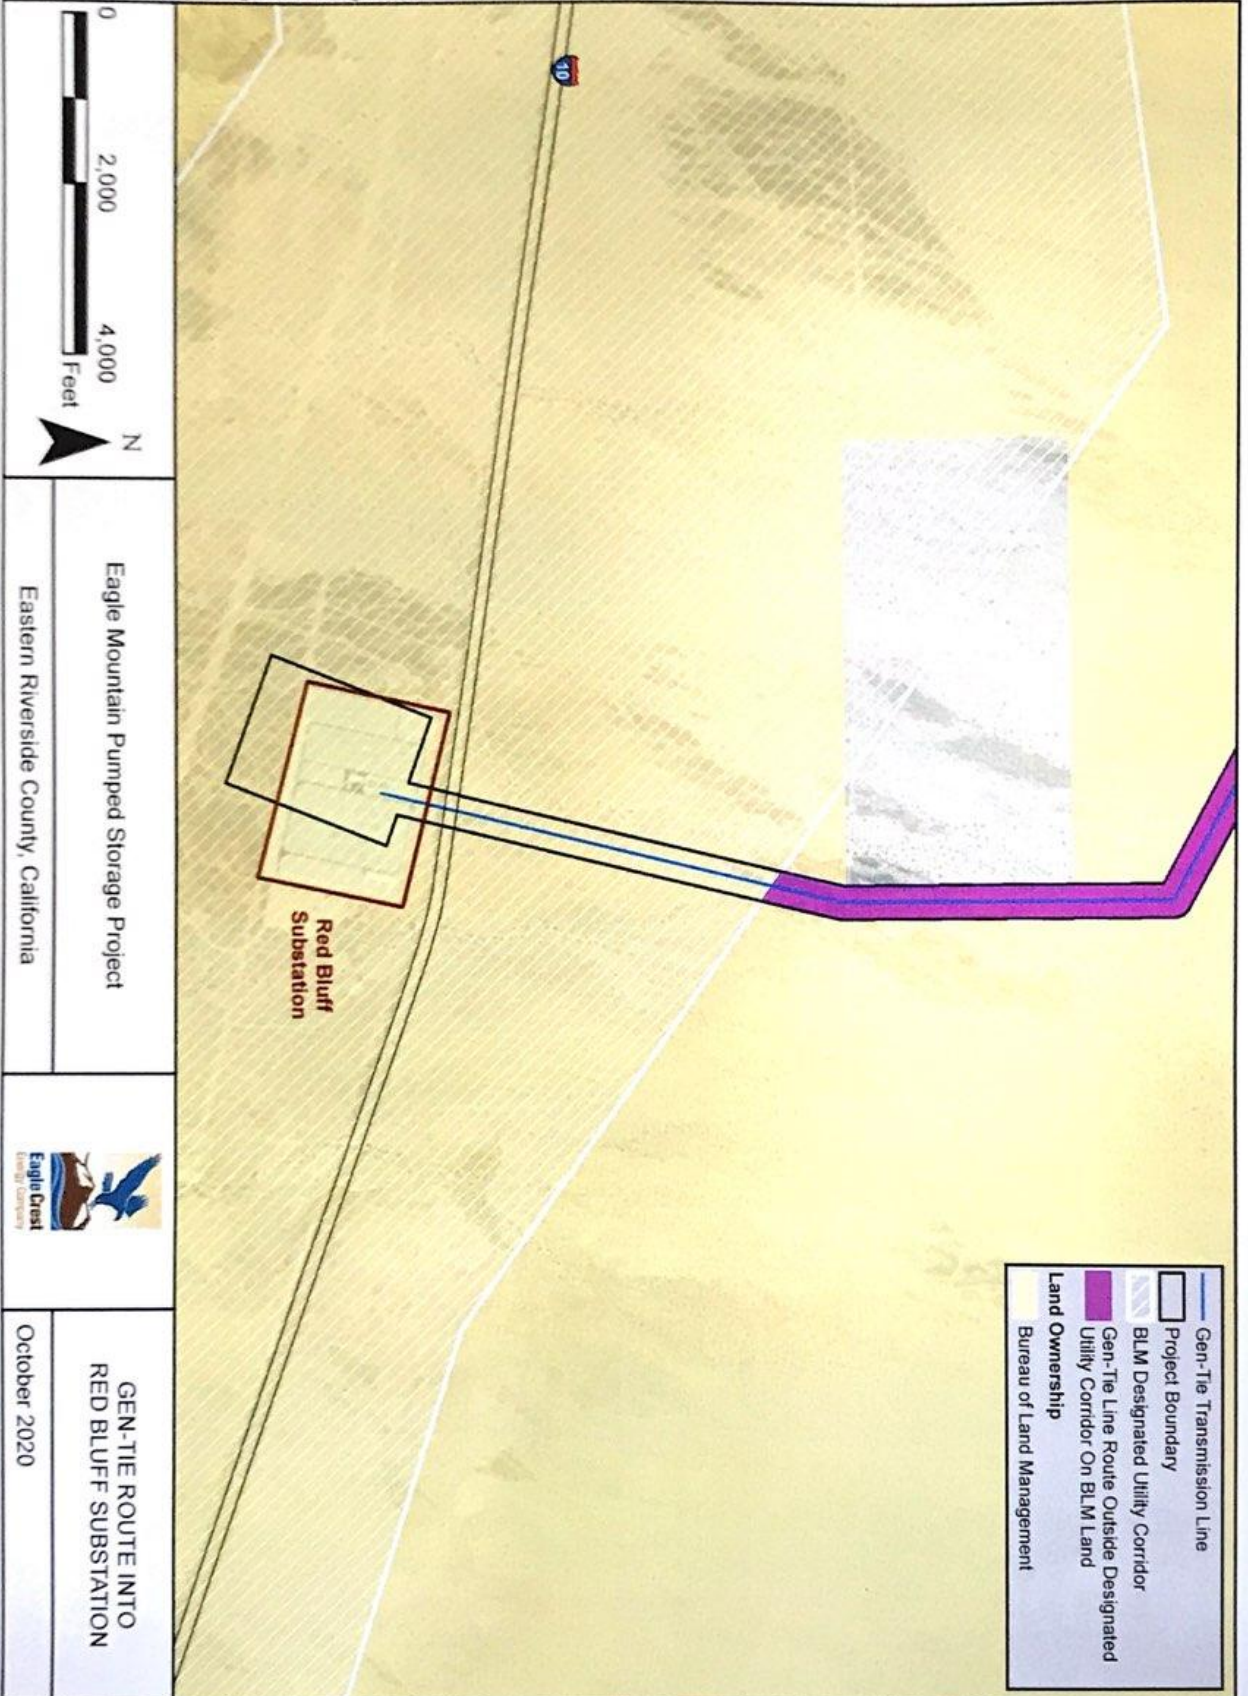 Gen-Tie Transmission Line
Project Boundary
BLM Designated Utility Corridor
Gen-Tie Line Route Outside Designated
Utility Corridor On BLM Land
Land Ownership
Bureau of Land Management
10
Red Bluff
Substation
0
2,000
4,000
Feet
N
Eagle Mountain Pumped Storage Project
Eastern Riverside County, California
Eagle Crest
Energy Company
GEN-TIE ROUTE INTO
RED BLUFF SUBSTATION
October 2020